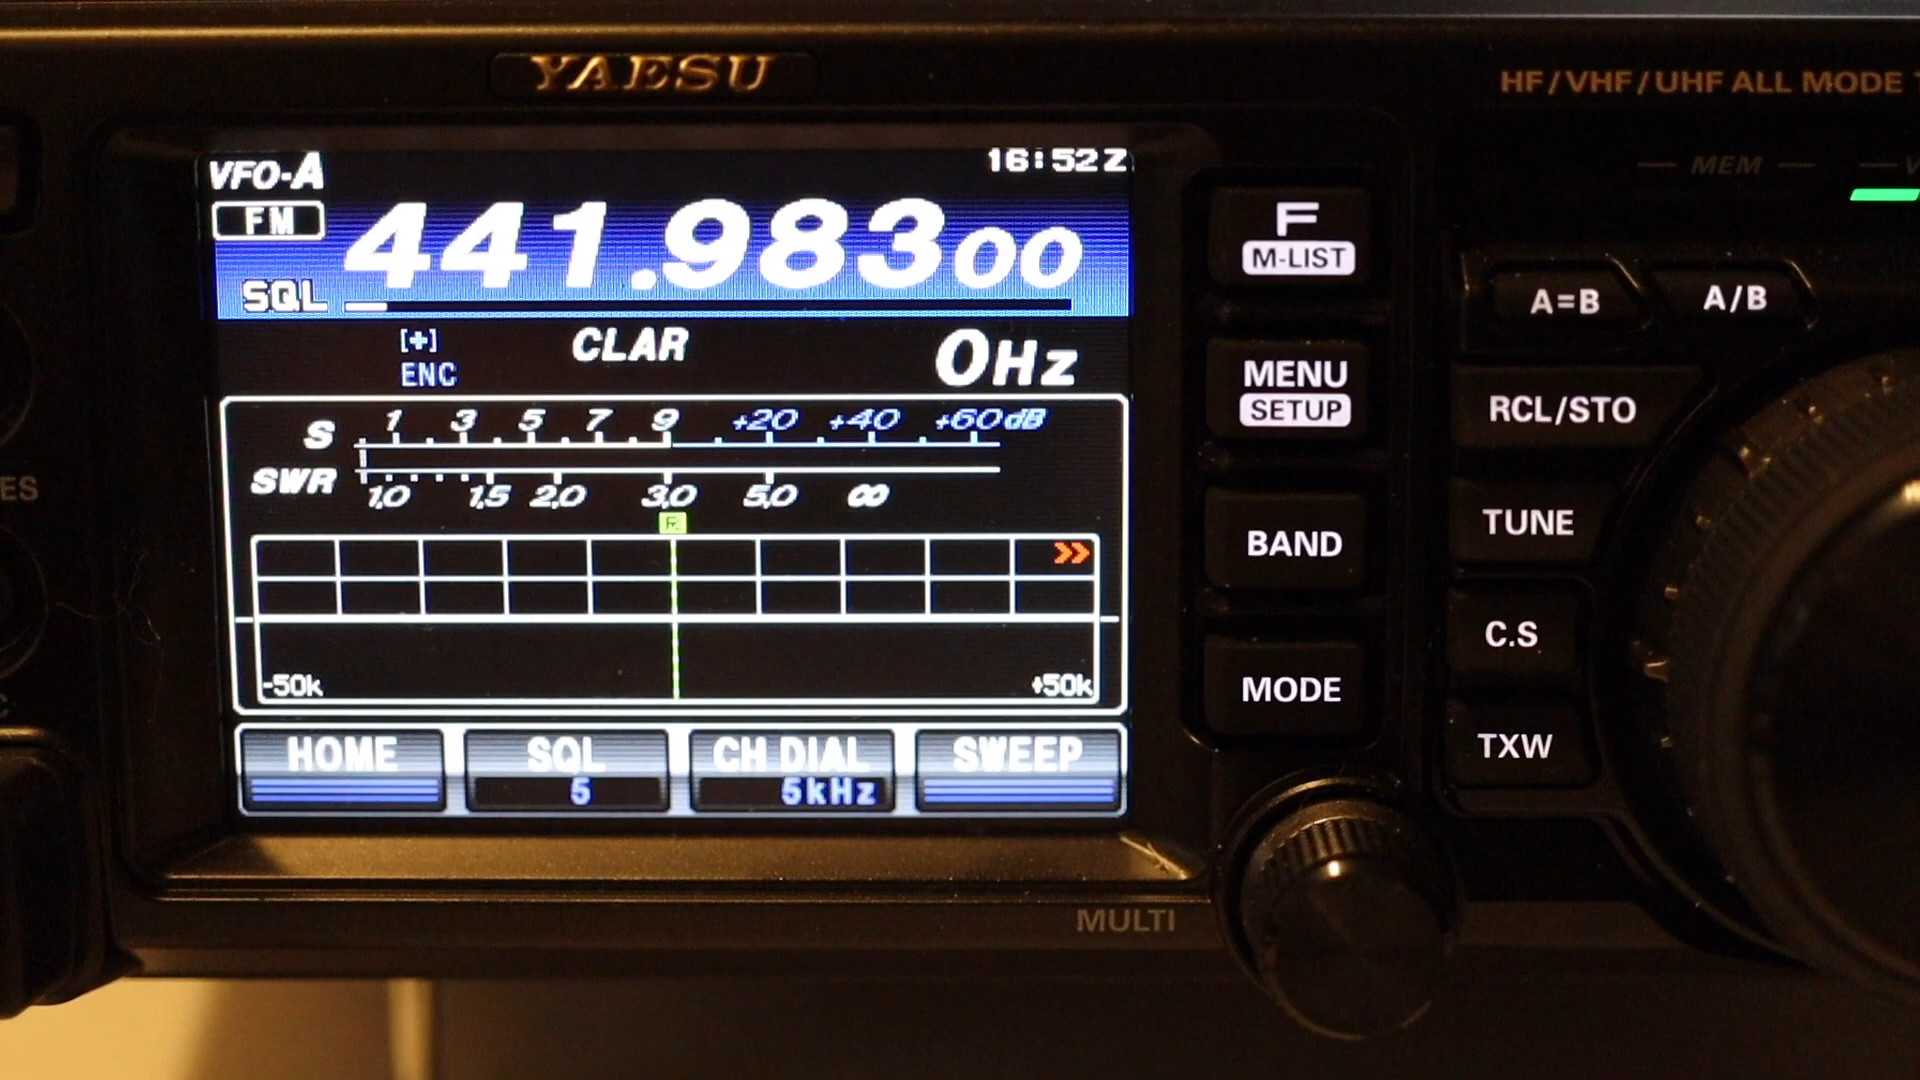 YAESU
HF/VHF/UHF ALL MODE
MEM
VFO-A
16:52Z
FM
441.98300
SQL
[+]
ENC
CLAR
0Hz
S 1 3 5 7 9 +20 +40 +60dB
SWR 1.0 1.5 2.0 3.0 5.0 ∞
R
»
-50k
+50k
HOME
SQL
5
CH DIAL
5kHz
SWEEP
F
M-LIST
MENU
SETUP
BAND
MODE
A=B
A/B
RCL/STO
TUNE
C.S
TXW
MULTI
ES